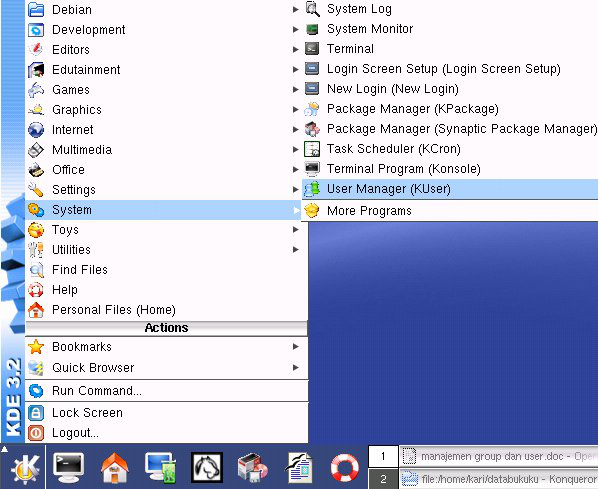 Debian
Development
Editors
Edutainment
Games
Graphics
Internet
Multimedia
Office
Settings
System
Toys
Utilities
Find Files
Help
Personal Files (Home)
Actions
Bookmarks
Quick Browser
Run Command...
Lock Screen
Logout...
KDE 3.2
System Log
System Monitor
Terminal
Login Screen Setup (Login Screen Setup)
New Login (New Login)
Package Manager (KPackage)
Package Manager (Synaptic Package Manager)
Task Scheduler (KCron)
Terminal Program (Konsole)
User Manager (KUser)
More Programs
1
manajemen group dan user.doc - Open
2
file:/home/kari/databukuku - Konqueror